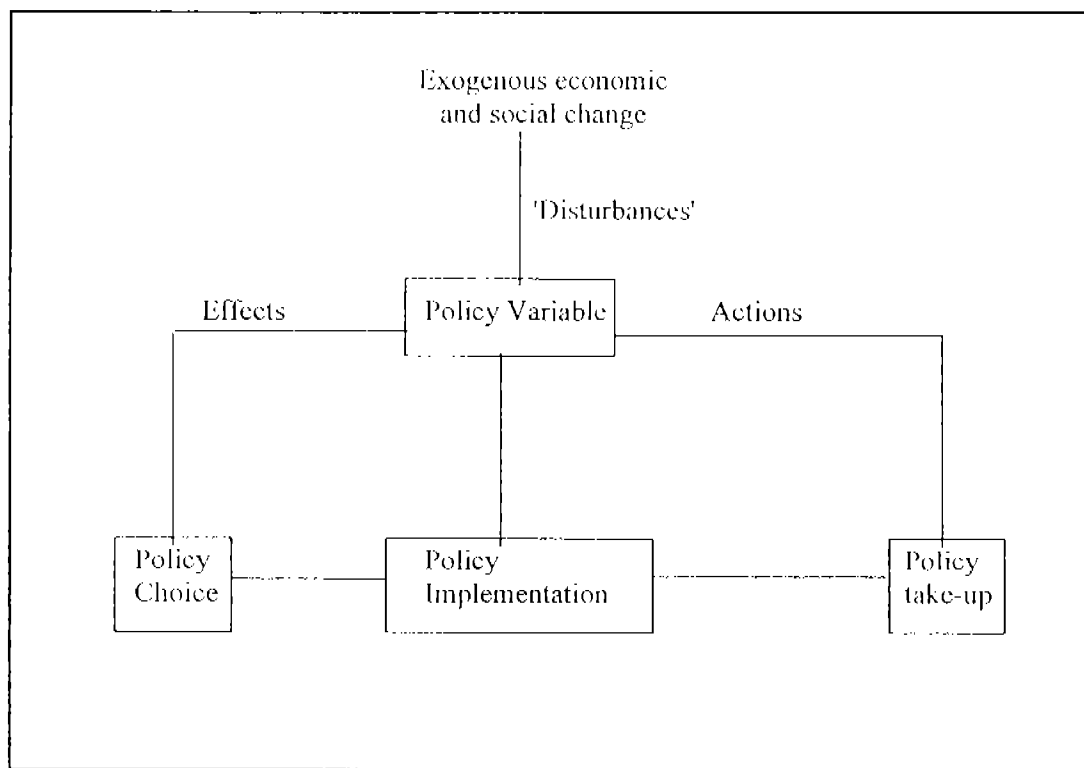 Exogenous economic
and social change
'Disturbances'
Effects
Policy Variable
Actions
Policy
Choice
Policy
Implementation
Policy
take-up